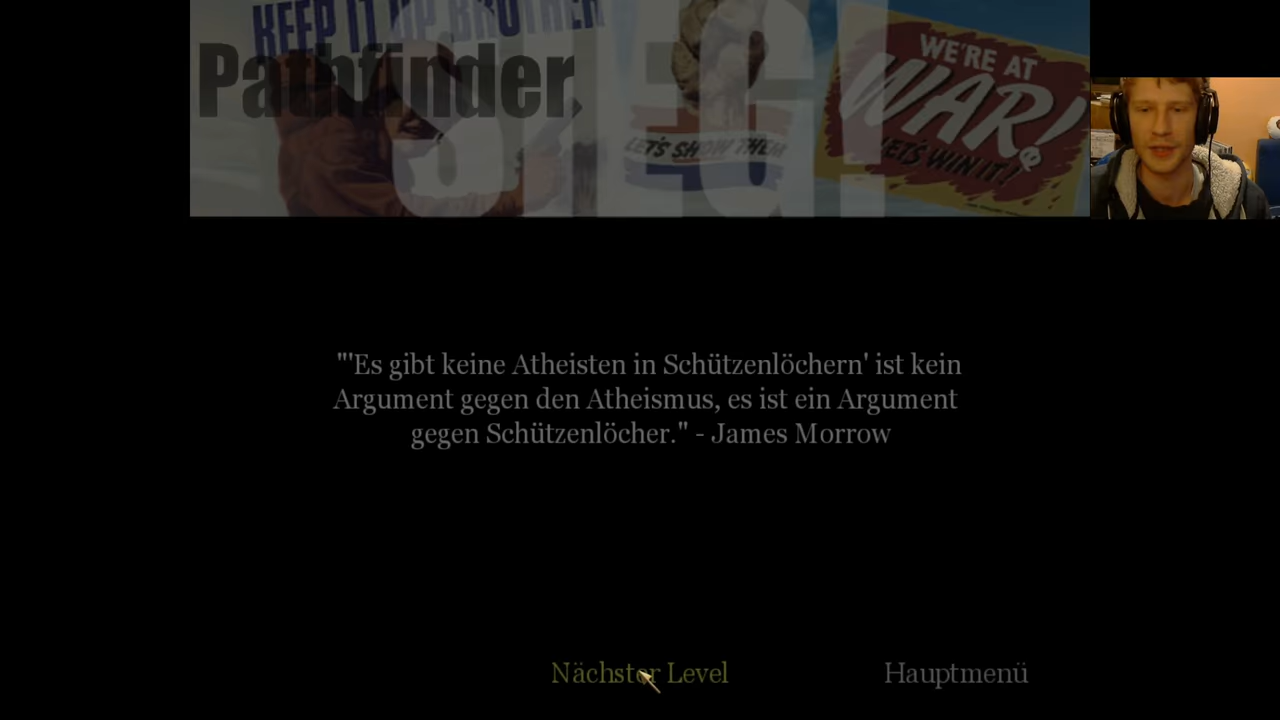 KEEP IT UP BROTHER
Pathfinder
SIEG!
LET'S SHOW THEM
WE'RE AT
WAR!
LET'S WIN IT!
"'Es gibt keine Atheisten in Schützenlöchern' ist kein
Argument gegen den Atheismus, es ist ein Argument
gegen Schützenlöcher." - James Morrow
Nächster Level
Hauptmenü